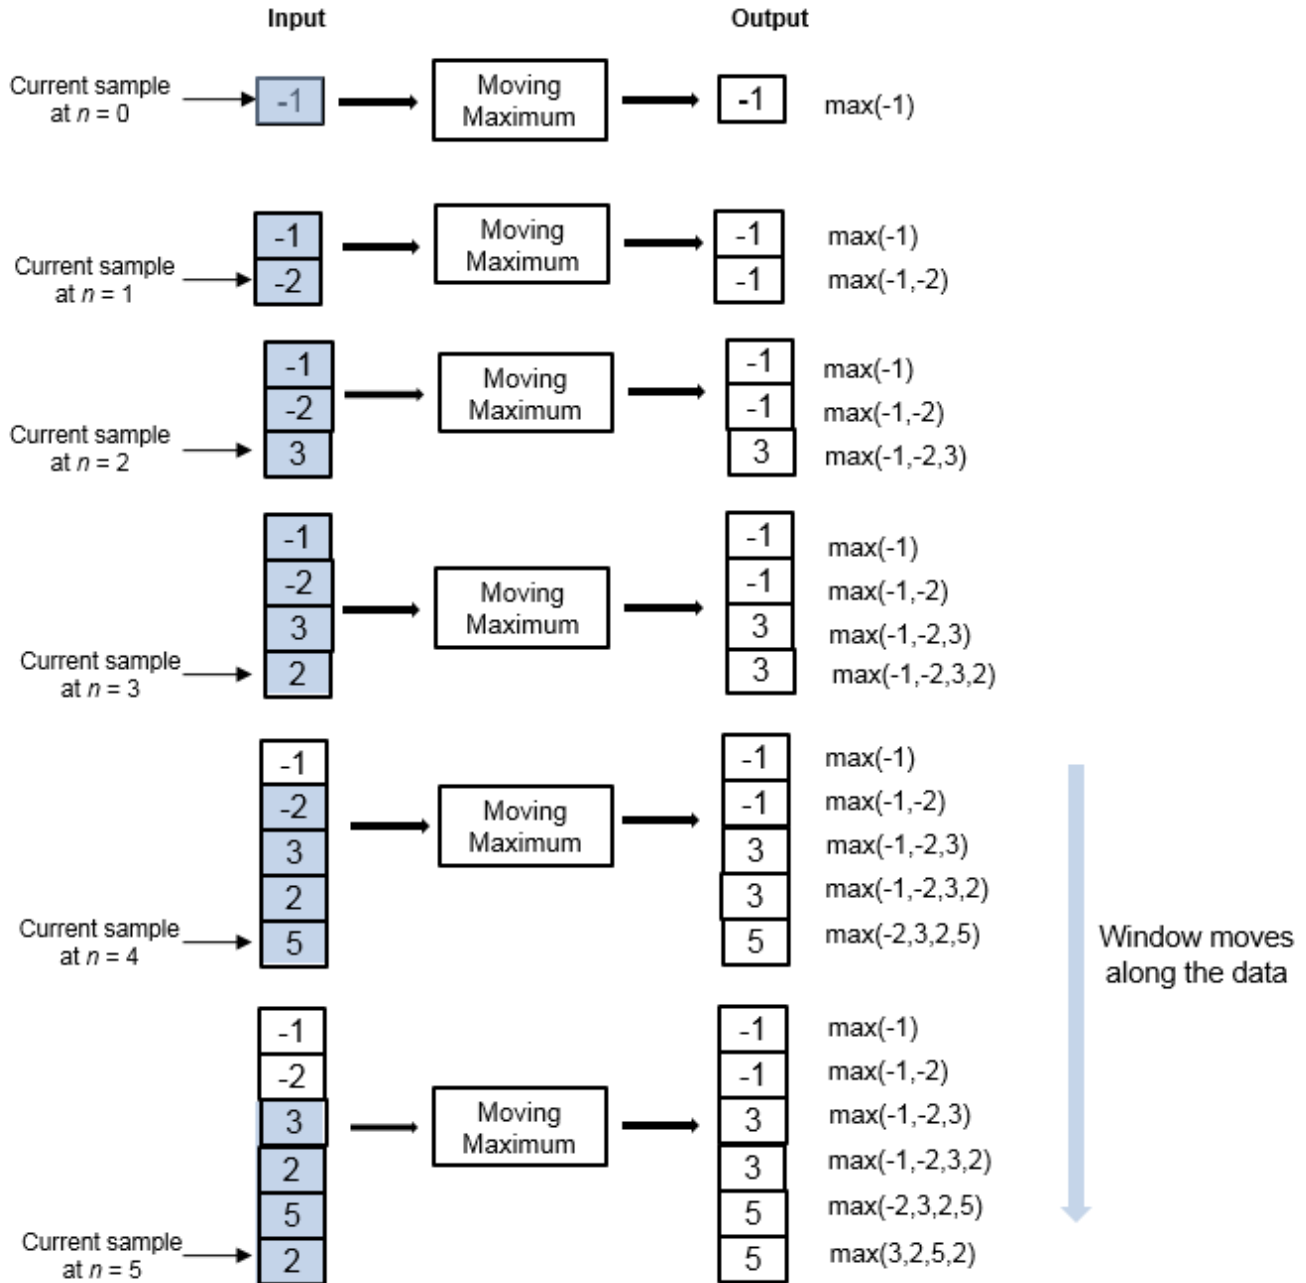 Input
Output
Current sample
at n = 0
-1
Moving
Maximum
-1
max(-1)
Current sample
at n = 1
-1
-2
Moving
Maximum
-1
-1
max(-1)
max(-1,-2)
Current sample
at n = 2
-1
-2
3
Moving
Maximum
-1
-1
3
max(-1)
max(-1,-2)
max(-1,-2,3)
Current sample
at n = 3
-1
-2
3
2
Moving
Maximum
-1
-1
3
3
max(-1)
max(-1,-2)
max(-1,-2,3)
max(-1,-2,3,2)
Current sample
at n = 4
-1
-2
3
2
5
Moving
Maximum
-1
-1
3
3
5
max(-1)
max(-1,-2)
max(-1,-2,3)
max(-1,-2,3,2)
max(-2,3,2,5)
Current sample
at n = 5
-1
-2
3
2
5
2
Moving
Maximum
-1
-1
3
3
5
5
max(-1)
max(-1,-2)
max(-1,-2,3)
max(-1,-2,3,2)
max(-2,3,2,5)
max(3,2,5,2)
Window moves
along the data